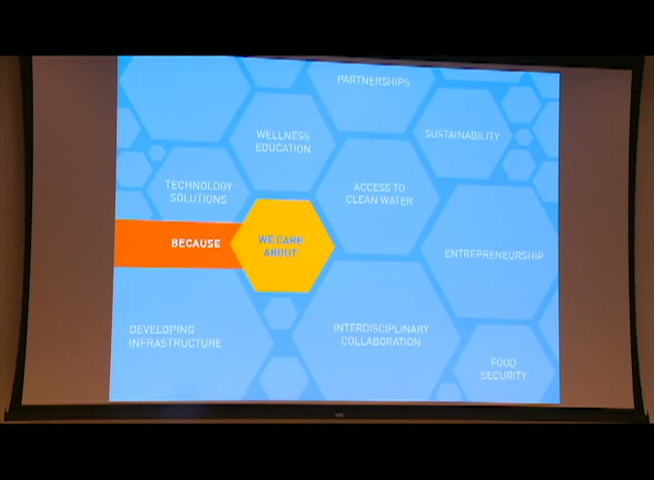 PARTNERSHIPS
WELLNESS
EDUCATION
SUSTAINABILITY
TECHNOLOGY
SOLUTIONS
ACCESS TO
CLEAN WATER
BECAUSE
WE CARE
ABOUT
ENTREPRENEURSHIP
DEVELOPING
INFRASTRUCTURE
INTERDISCIPLINARY
COLLABORATION
FOOD
SECURITY